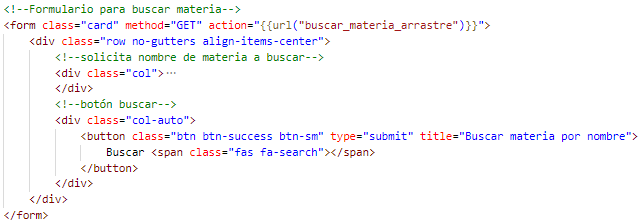 <!--Formulario para buscar materia-->
<form class="card" method="GET" action="{{url("buscar_materia_arrastre")}}">
<div class="row no-gutters align-items-center">
<!--solicita nombre de materia a buscar-->
<div class="col">…
</div>
<!--botón buscar-->
<div class="col-auto">
<button class="btn btn-success btn-sm" type="submit" title="Buscar materia por nombre">
Buscar <span class="fas fa-search"></span>
</button>
</div>
</div>
</form>